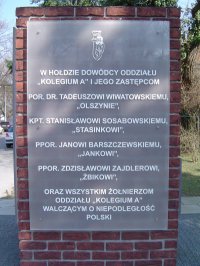 W HOŁDZIE DOWÓDCY ODDZIAŁU
„KOLEGIUM A" I JEGO ZASTĘPCOM
POR. DR. TADEUSZOWI WIWATOWSKIEMU,
„OLSZYNIE",
KPT. STANISŁAWOWI SOSABOWSKIEMU,
„STASINKOWI",
PPOR. JANOWI BARSZCZEWSKIEMU,
„JANKOWI",
PPOR. ZDZISŁAWOWI ZAJDLEROWI,
„ŻBIKOWI",
ORAZ WSZYSTKIM ŻOŁNIERZOM
ODDZIAŁU „KOLEGIUM A"
WALCZĄCYM O NIEPODLEGŁOŚĆ
POLSKI